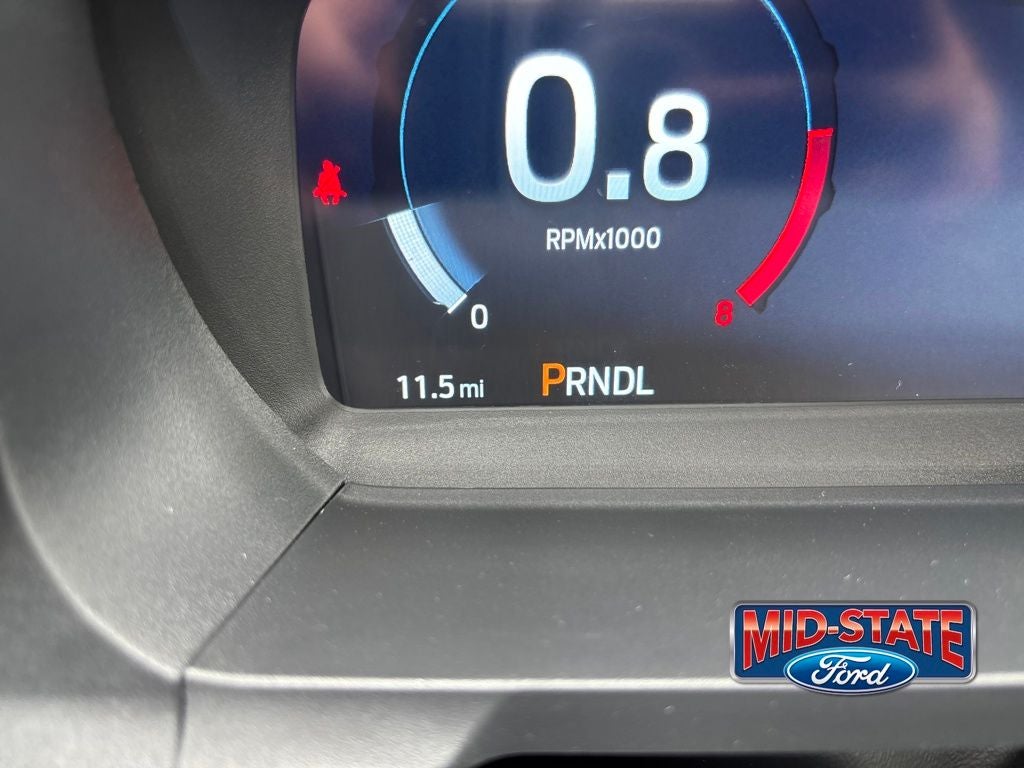 0.8
RPMx1000
0
8
11.5 mi
PRNDL
MID-STATE
Ford